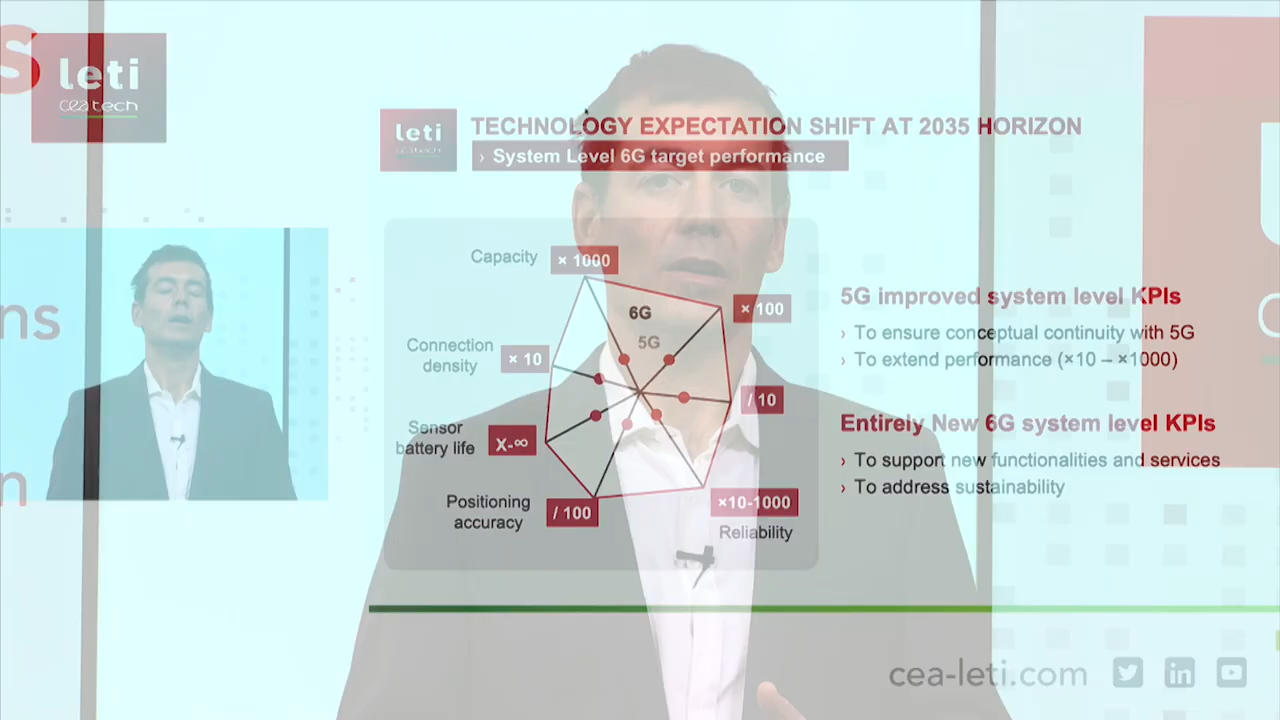 s
leti
cea tech
leti
cea tech
TECHNOLOGY EXPECTATION SHIFT AT 2035 HORIZON
› System Level 6G target performance
Capacity
× 1000
× 100
6G
5G
Connection
density
× 10
/ 10
Sensor
battery life
X-∞
Positioning
accuracy
/ 100
×10-1000
Reliability
5G improved system level KPIs
› To ensure conceptual continuity with 5G
› To extend performance (×10 – ×1000)
Entirely New 6G system level KPIs
› To support new functionalities and services
› To address sustainability
ns
n
cea-leti.com